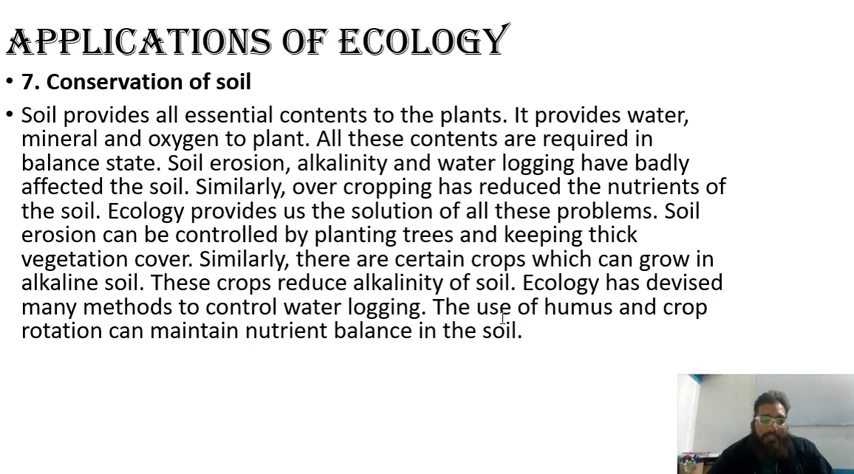 APPLICATIONS OF ECOLOGY
• 7. Conservation of soil
• Soil provides all essential contents to the plants. It provides water,
mineral and oxygen to plant. All these contents are required in
balance state. Soil erosion, alkalinity and water logging have badly
affected the soil. Similarly, over cropping has reduced the nutrients of
the soil. Ecology provides us the solution of all these problems. Soil
erosion can be controlled by planting trees and keeping thick
vegetation cover. Similarly, there are certain crops which can grow in
alkaline soil. These crops reduce alkalinity of soil. Ecology has devised
many methods to control water logging. The use of humus and crop
rotation can maintain nutrient balance in the soil.